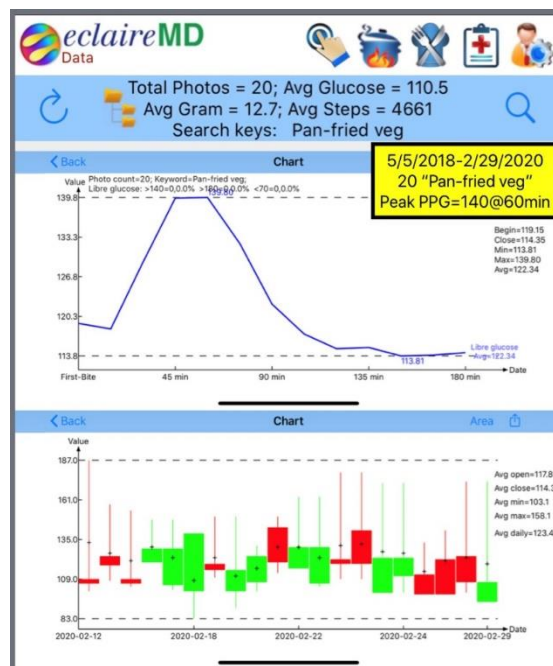 eclaireMD
Data
Total Photos = 20; Avg Glucose = 110.5
Avg Gram = 12.7; Avg Steps = 4661
Search keys: Pan-fried veg
Back
Chart
5/5/2018-2/29/2020
20 “Pan-fried veg”
Peak PPG=140@60min
Value
Photo count=20; Keyword=Pan-fried veg;
Libre glucose: >140=0,0.0% >180=0,0.0% <70=0,0.0%
139.80
139.8
133.3
126.8
120.3
113.8
Begin=119.15
Close=114.35
Min=113.81
Max=139.80
Avg=122.34
Libre glucose
Avg=122.34
113.81
Date
First-Bite
45 min
90 min
135 min
180 min
Back
Chart
Area
Value
187.0
161.0
135.0
109.0
83.0
Avg open=117.8
Avg close=114.3
Avg min=103.1
Avg max=158.1
Avg daily=123.4
Date
2020-02-12
2020-02-18
2020-02-22
2020-02-24
2020-02-29